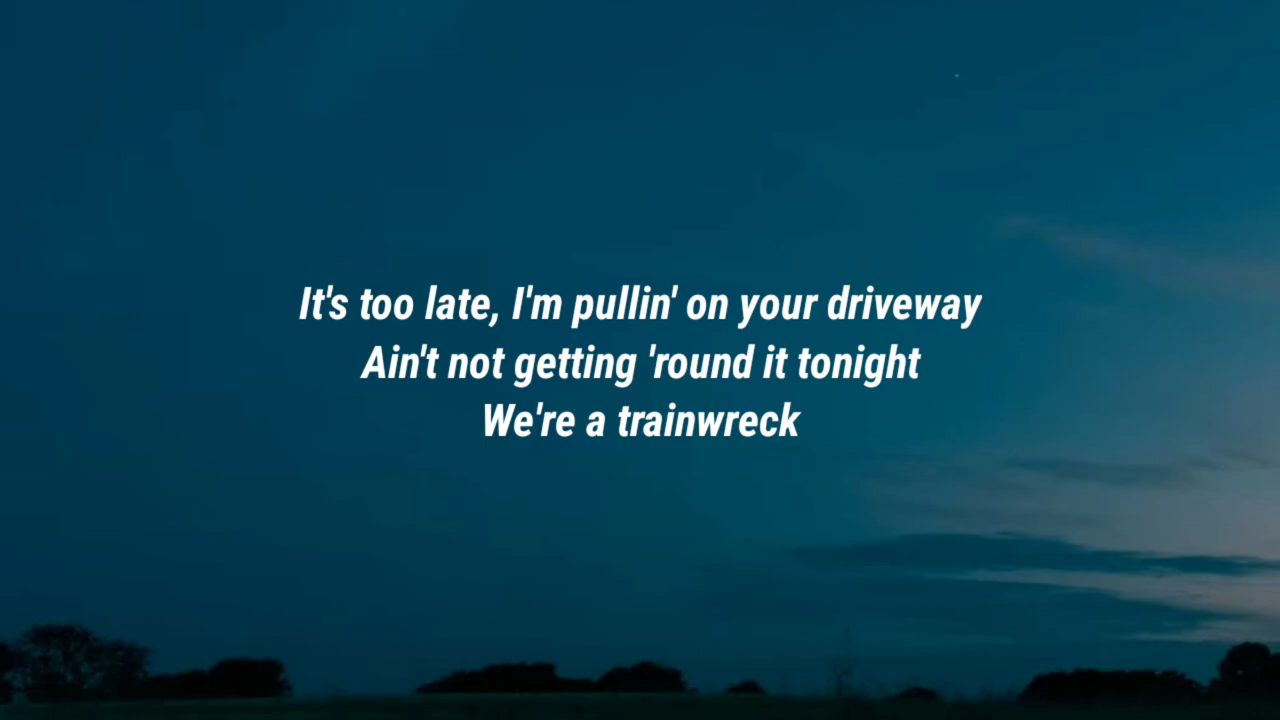 It's too late, I'm pullin' on your driveway
Ain't not getting 'round it tonight
We're a trainwreck